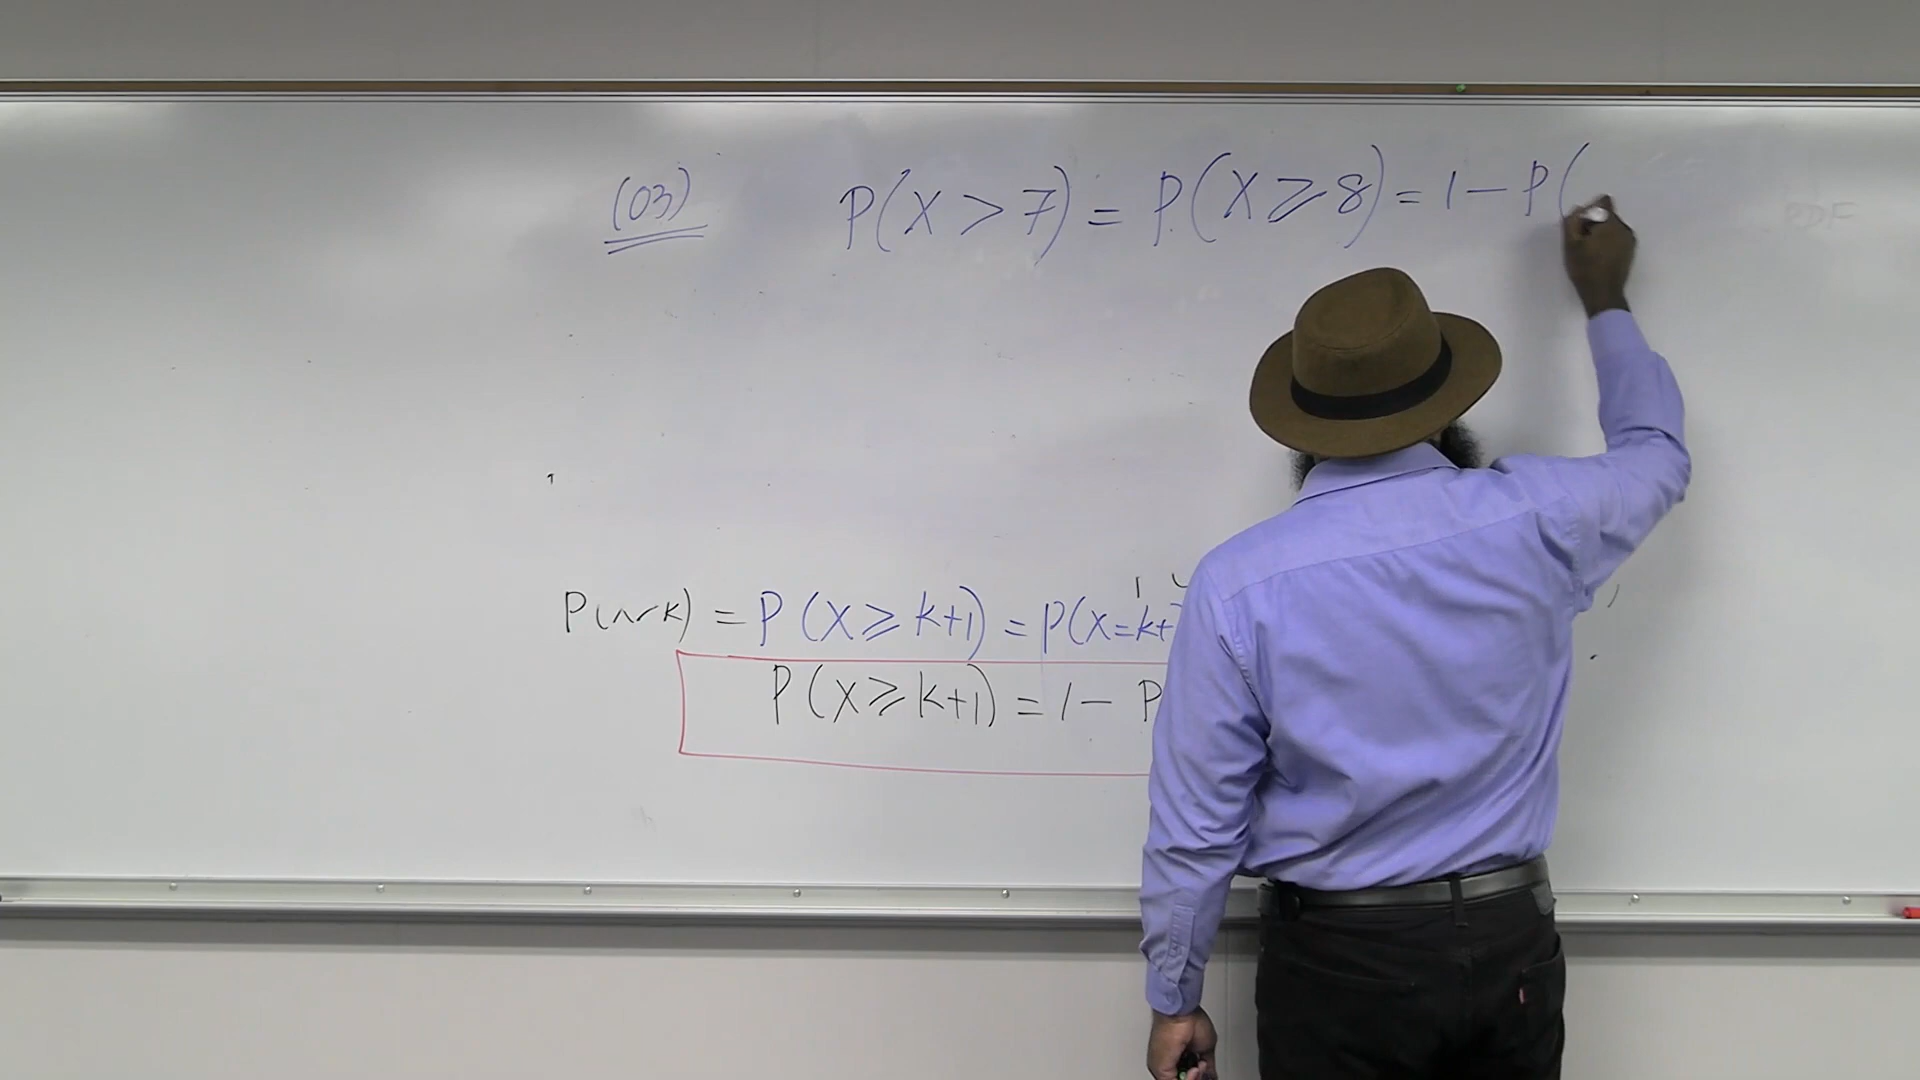 (03) P(X > 7) = P(X ⩾ 8) = 1 - P(
= P(X ⩾ k+1) = P(X = k+
P(X ⩾ k+1) = 1 - P